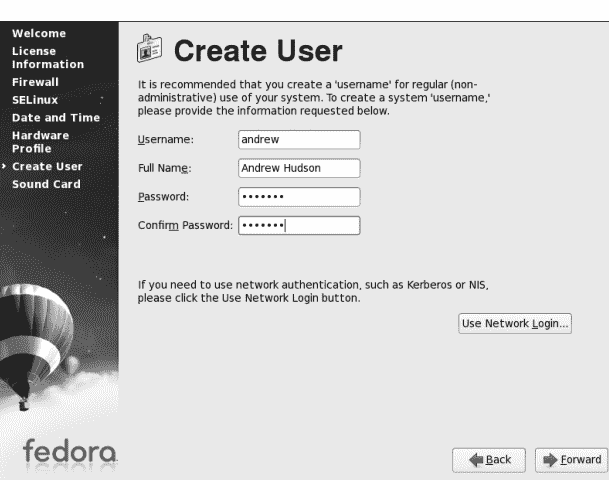 Welcome
License
Information
Firewall
SELinux
Date and Time
Hardware
Profile
Create User
Sound Card
fedora
Create User
It is recommended that you create a 'username' for regular (non-
administrative) use of your system. To create a system 'username,'
please provide the information requested below.
Username: andrew
Full Name: Andrew Hudson
Password: •••••••
Confirm Password: •••••••
If you need to use network authentication, such as Kerberos or NIS,
please click the Use Network Login button.
Use Network Login...
Back Forward